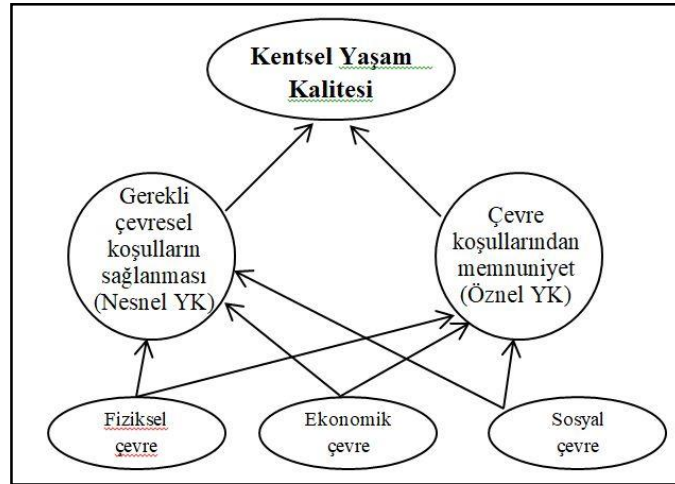 Kentsel Yaşam
Kalitesi
Gerekli
çevresel
koşulların
sağlanması
(Nesnel YK)
Çevre
koşullarından
memnuniyet
(Öznel YK)
Fiziksel
çevre
Ekonomik
çevre
Sosyal
çevre